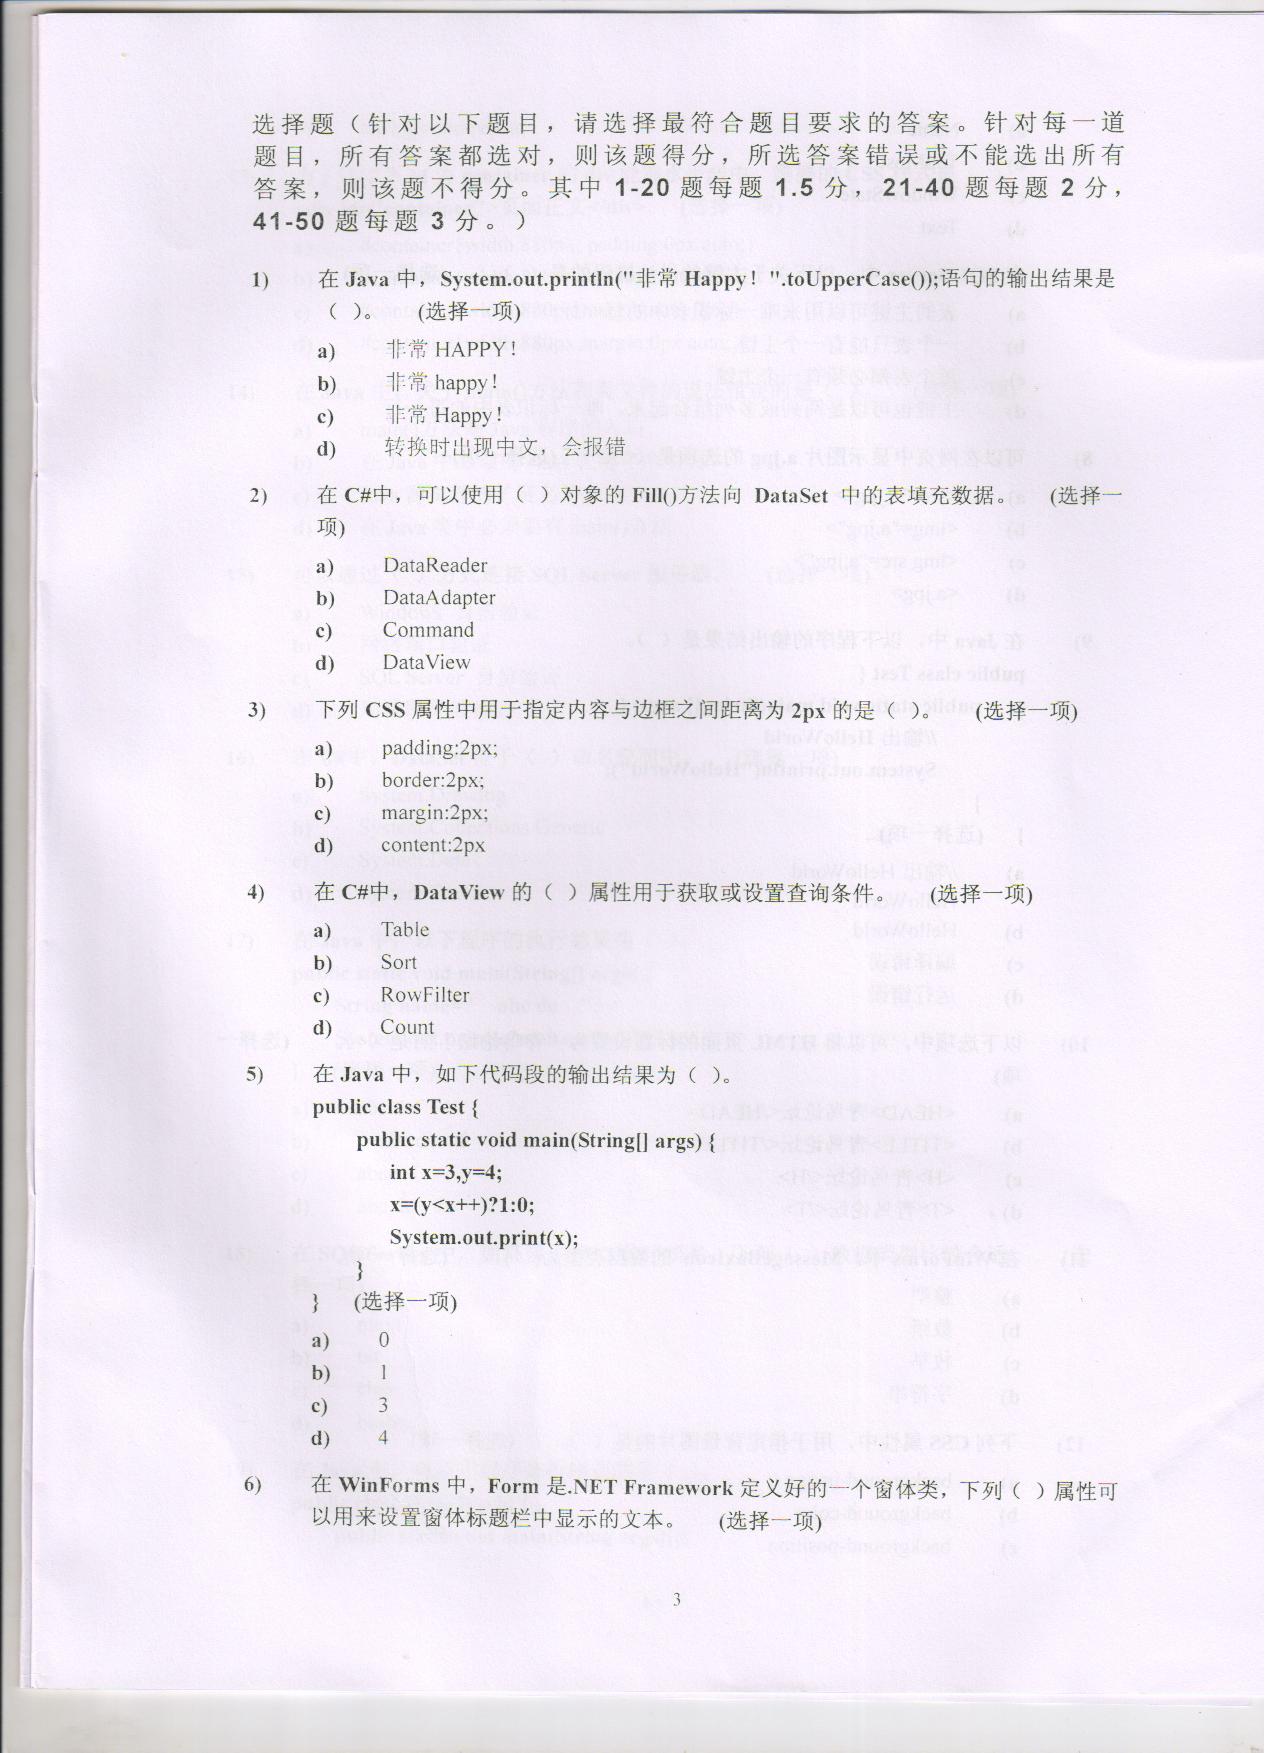 选择题（针对以下题目，请选择最符合题目要求的答案。针对每一道
题目，所有答案都选对，则该题得分，所选答案错误或不能选出所有
答案，则该题不得分。其中 1-20 题每题 1.5 分，21-40 题每题 2 分，
41-50 题每题 3 分。）
1) 在 Java 中，System.out.println("非常 Happy！".toUpperCase());语句的输出结果是
（ ）。 (选择一项)
a) 非常 HAPPY！
b) 非常 happy！
c) 非常 Happy！
d) 转换时出现中文，会报错
2) 在 C#中，可以使用（ ）对象的 Fill()方法向 DataSet 中的表填充数据。 (选择一
项)
a) DataReader
b) DataAdapter
c) Command
d) DataView
3) 下列 CSS 属性中用于指定内容与边框之间距离为 2px 的是（ ）。 (选择一项)
a) padding:2px;
b) border:2px;
c) margin:2px;
d) content:2px
4) 在 C#中，DataView 的（ ）属性用于获取或设置查询条件。 (选择一项)
a) Table
b) Sort
c) RowFilter
d) Count
5) 在 Java 中，如下代码段的输出结果为（ ）。
public class Test {
public static void main(String[] args) {
int x=3,y=4;
x=(y<x++)?1:0;
System.out.print(x);
}
} (选择一项)
a) 0
b) 1
c) 3
d) 4
6) 在 WinForms 中，Form 是.NET Framework 定义好的一个窗体类，下列（ ）属性可
以用来设置窗体标题栏中显示的文本。 (选择一项)
3